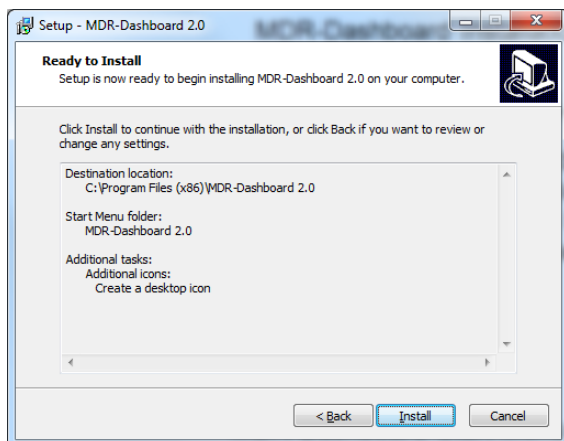 Setup - MDR-Dashboard 2.0
Ready to Install
Setup is now ready to begin installing MDR-Dashboard 2.0 on your computer.
Click Install to continue with the installation, or click Back if you want to review or
change any settings.
Destination location:
C:\Program Files (x86)\MDR-Dashboard 2.0
Start Menu folder:
MDR-Dashboard 2.0
Additional tasks:
Additional icons:
Create a desktop icon
< Back
Install
Cancel